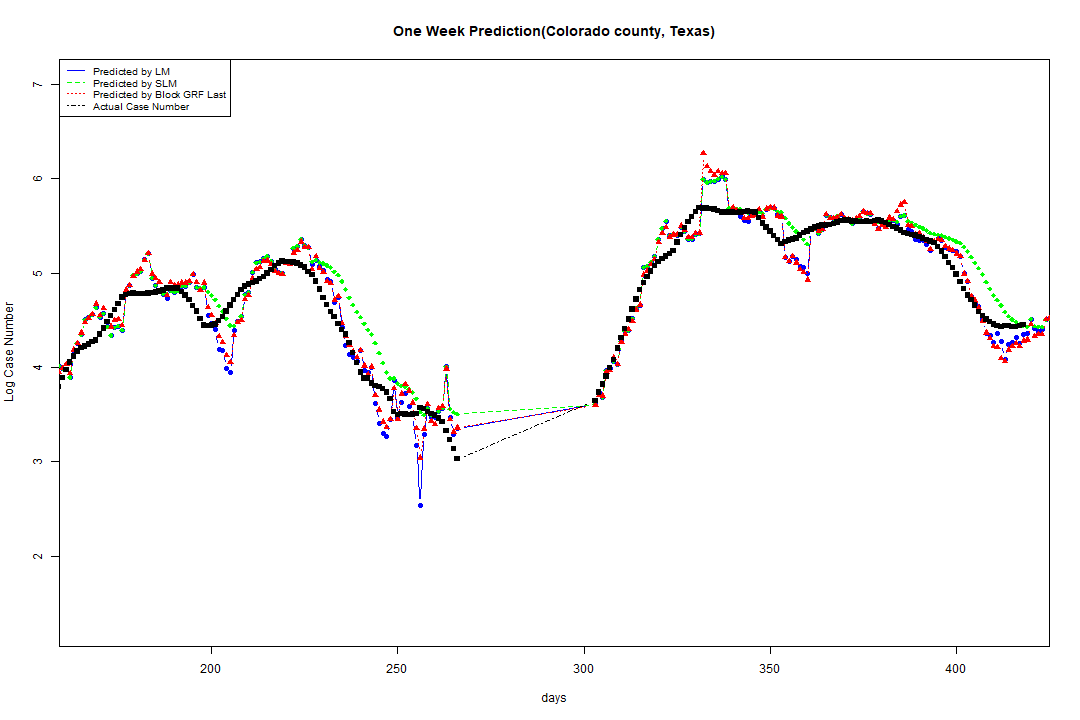 One Week Prediction(Colorado county, Texas)
Predicted by LM
Predicted by SLM
Predicted by Block GRF Last
Actual Case Number
7
6
5
4
3
2
Log Case Number
200 250 300 350 400
days